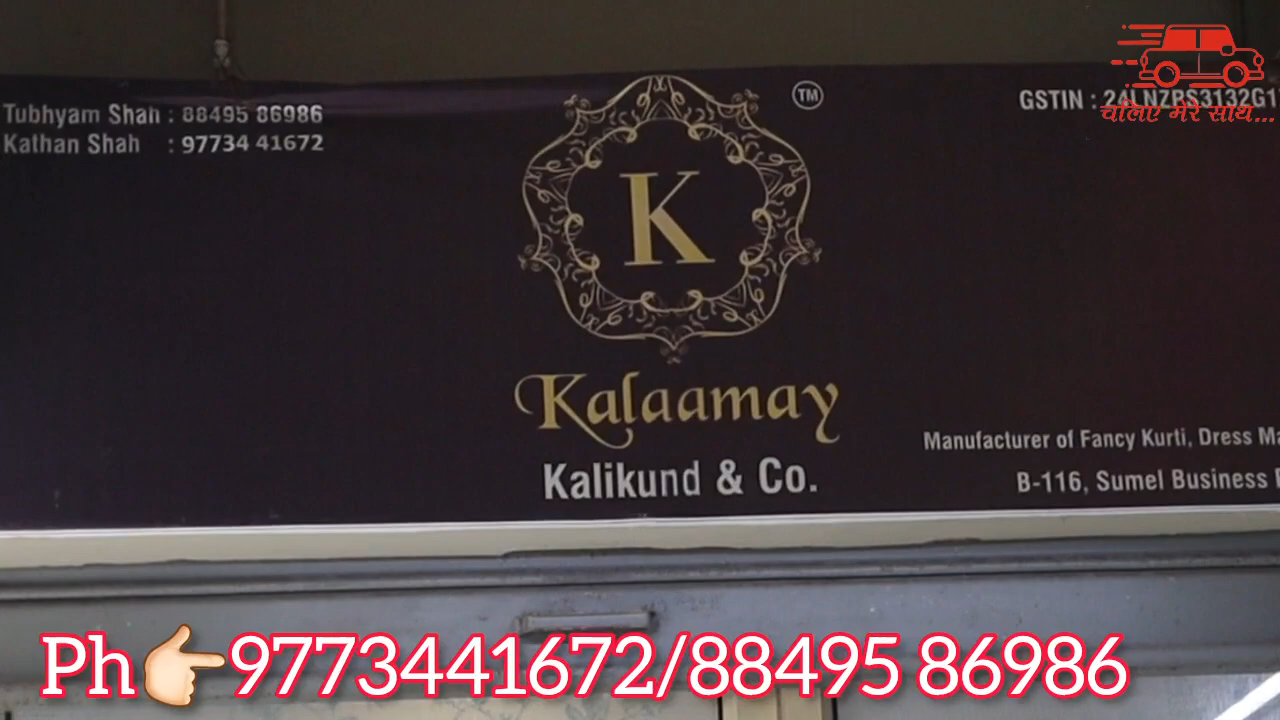 Tubhyam Shah : 88495 86986
Kathan Shah : 97734 41672
TM
GSTIN :
चलिए मेरे साथ...
K
Kalaamay
Kalikund & Co.
Manufacturer of Fancy Kurti, Dress
B-116, Sumel Business
Ph 9773441672/88495 86986